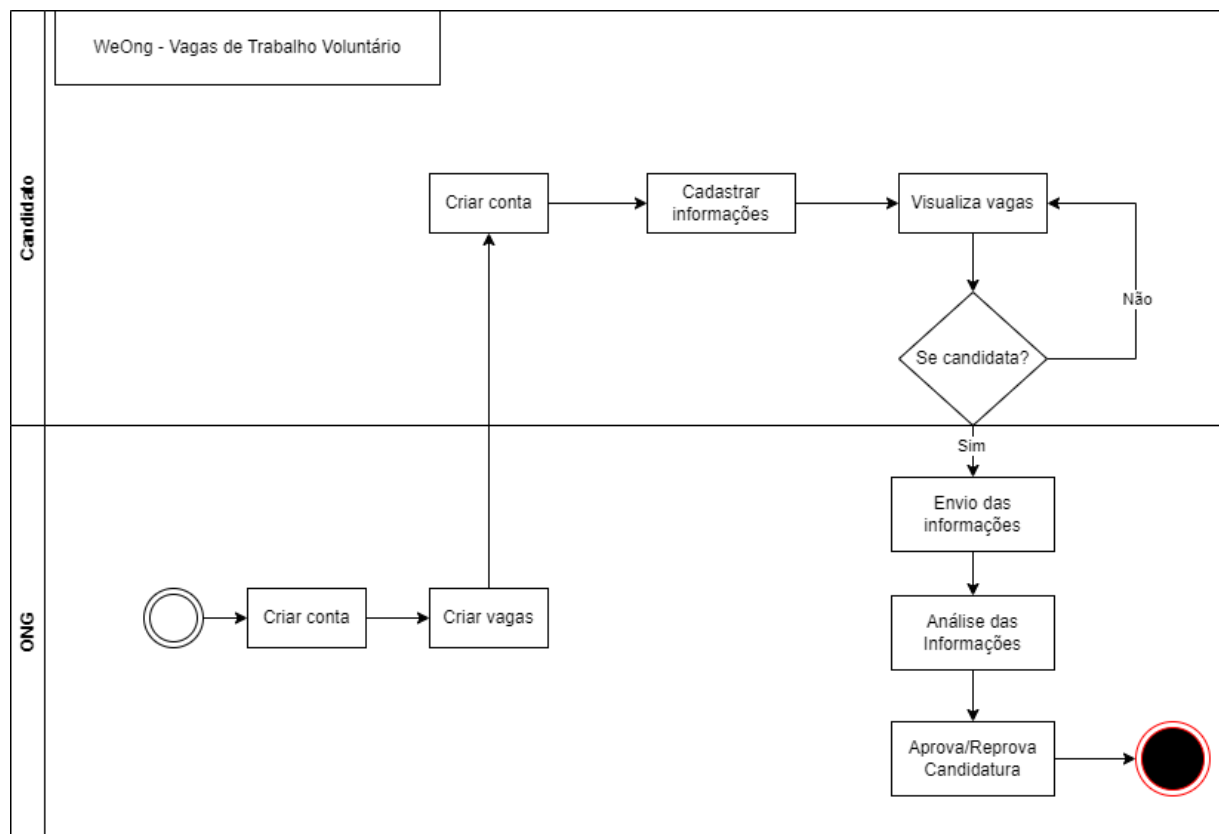 WeOng - Vagas de Trabalho Voluntário
Candidato
Criar conta
Cadastrar
informações
Visualiza vagas
Se candidata?
Não
Sim
ONG
Criar conta
Criar vagas
Envio das
informações
Análise das
Informações
Aprova/Reprova
Candidatura